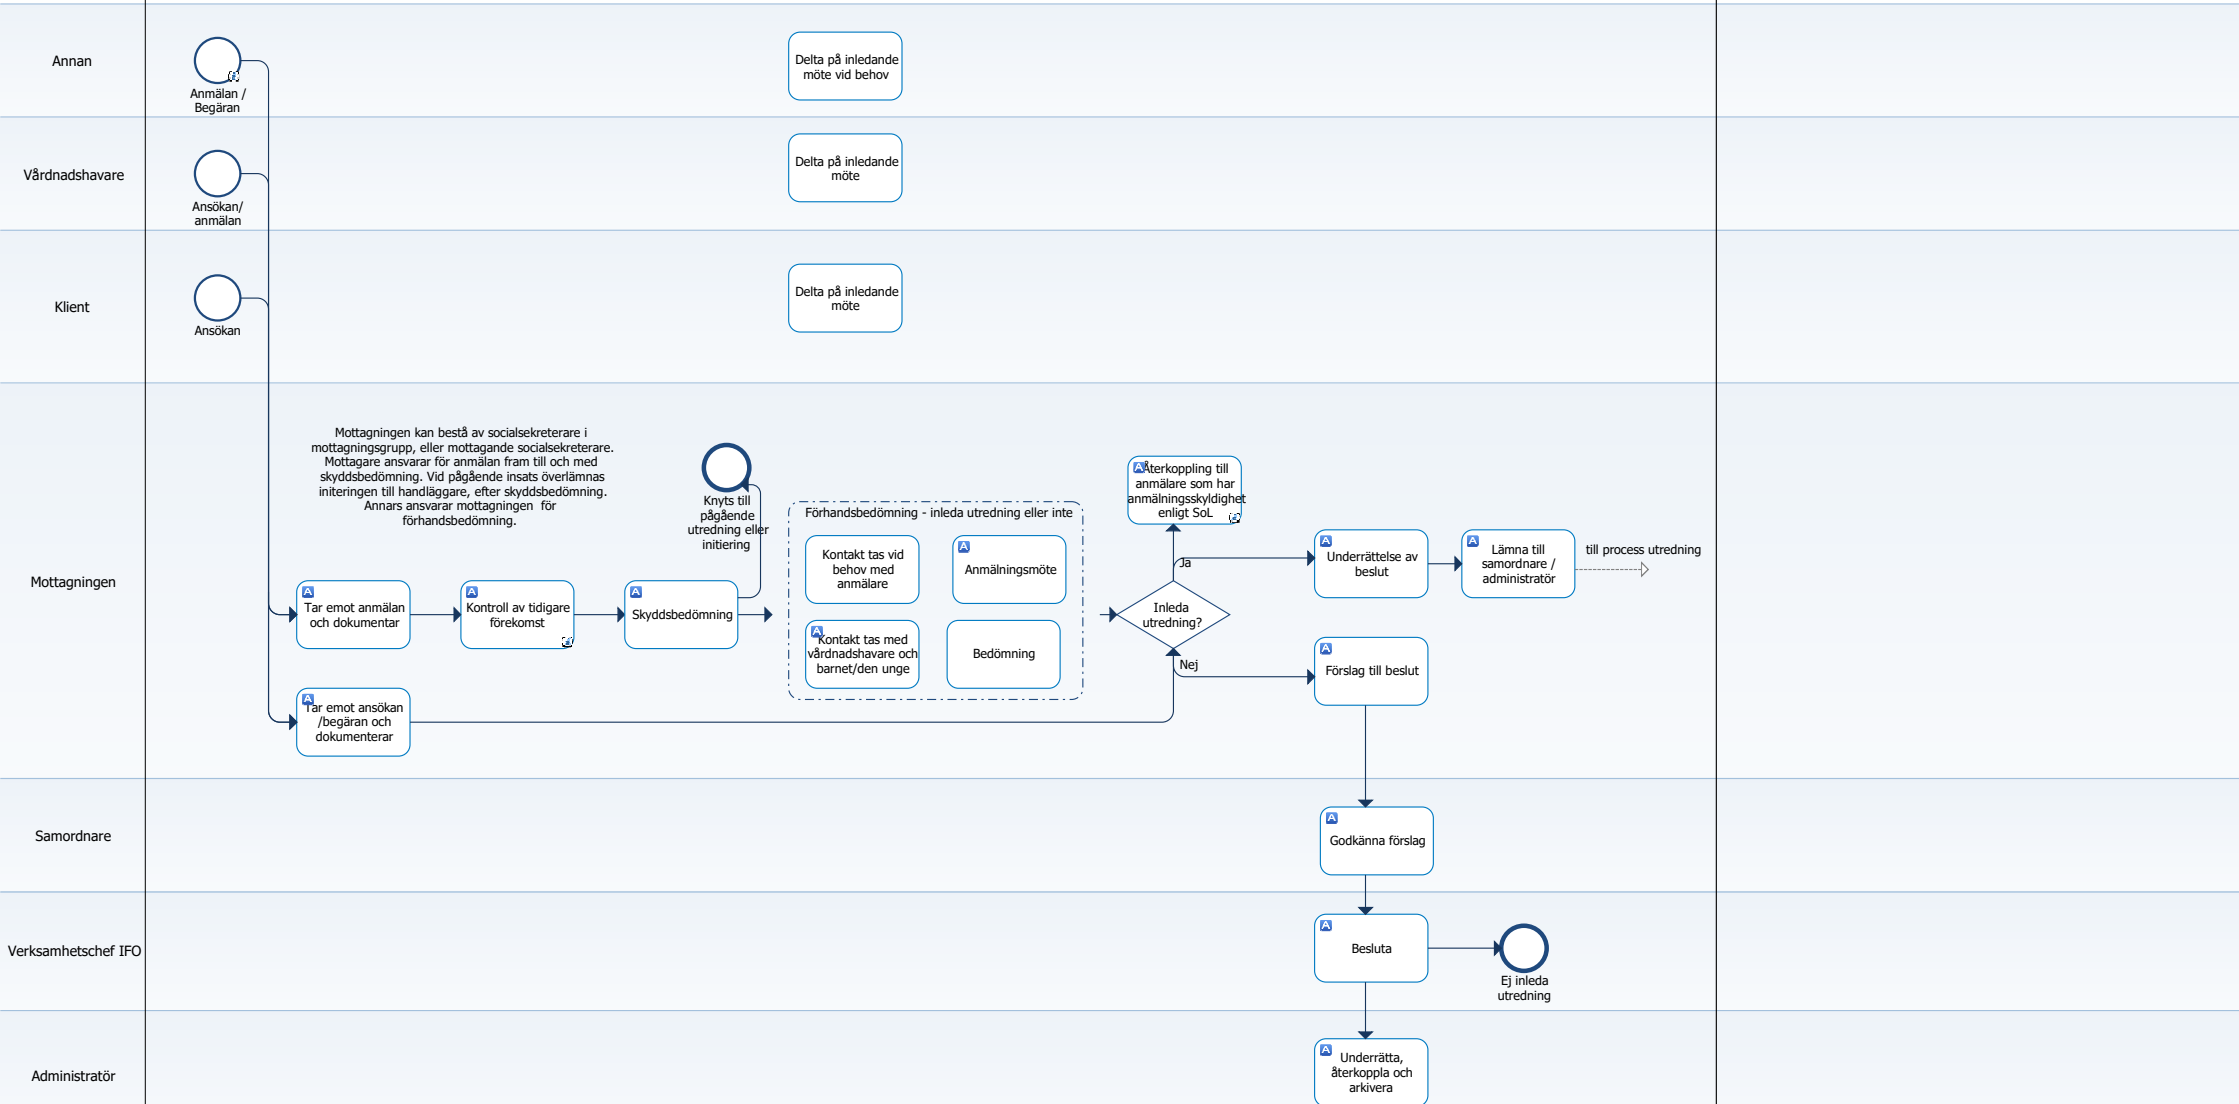 Annan
Anmälan /
Begäran
Delta på inledande
möte vid behov
Vårdnadshavare
Ansökan/
anmälan
Delta på inledande
möte
Klient
Ansökan
Delta på inledande
möte
Mottagningen
Mottagningen kan bestå av socialsekreterare i
mottagningsgrupp, eller mottagande socialsekreterare.
Mottagare ansvarar för anmälan fram till och med
skyddsbedömning. Vid pågående insats överlämnas
initeringen till handläggare, efter skyddsbedömning.
Annars ansvarar mottagningen för
förhandsbedömning.
Knyts till
pågående
utredning eller
initiering
A
Tar emot anmälan
och dokumentar
A
Kontroll av tidigare
förekomst
A
Skyddsbedömning
Förhandsbedömning - inleda utredning eller inte
Kontakt tas vid
behov med
anmälare
A
Anmälningsmöte
A
Kontakt tas med
vårdnadshavare och
barnet/den unge
Bedömning
A
Återkoppling till
anmälare som har
anmälningsskyldighet
enligt SoL
Ja
Inleda
utredning?
Nej
A
Underrättelse av
beslut
A
Lämna till
samordnare /
administratör
till process utredning
A
Förslag till beslut
A
Tar emot ansökan
/begäran och
dokumenterar
Samordnare
A
Godkänna förslag
Verksamhetschef IFO
A
Besluta
Ej inleda
utredning
Administratör
A
Underrätta,
återkoppla och
arkivera